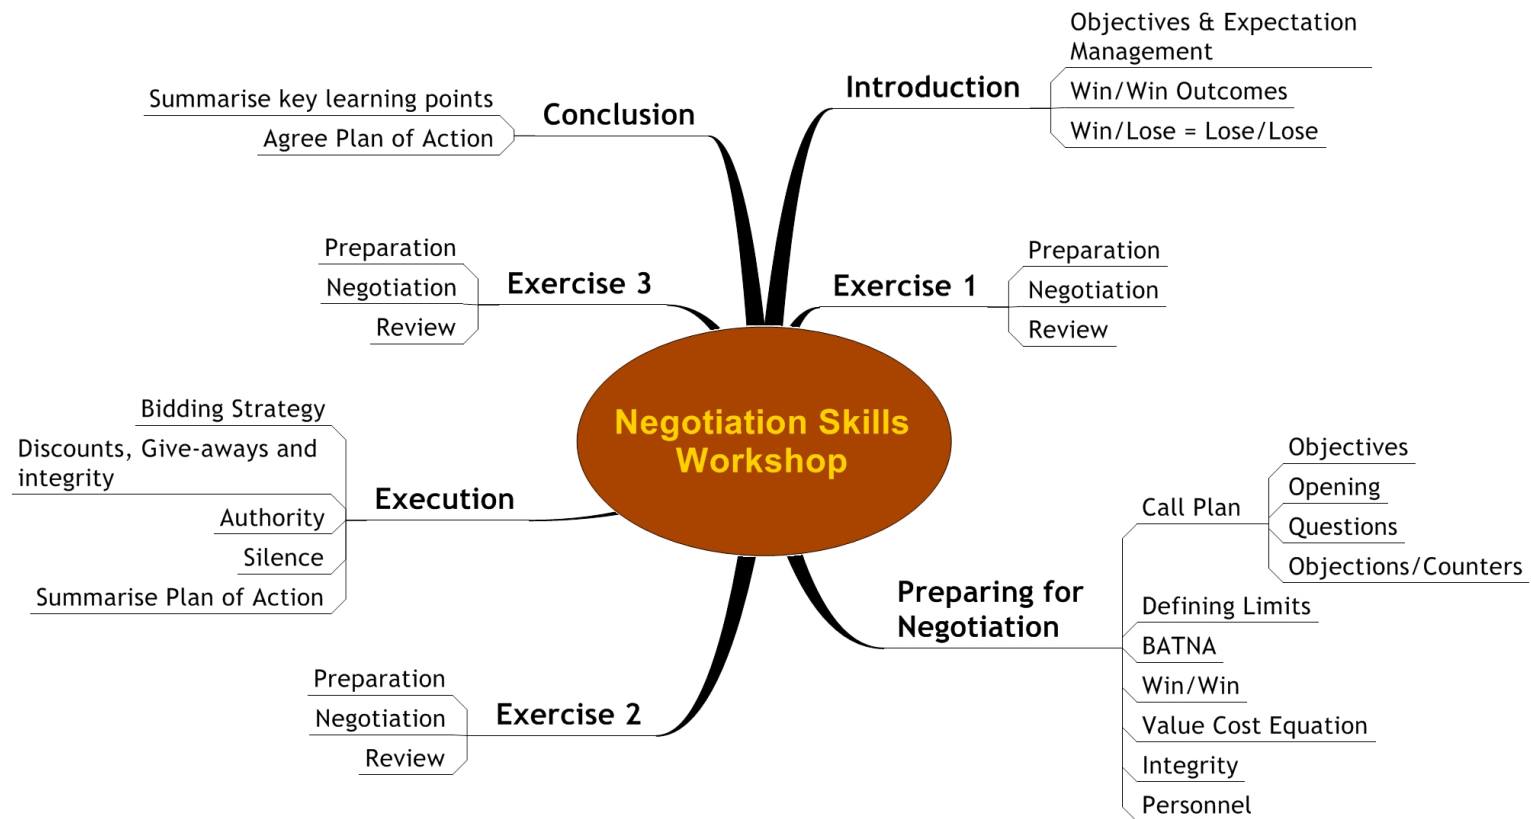 Negotiation Skills
Workshop
Introduction
Objectives & Expectation
Management
Win/Win Outcomes
Win/Lose = Lose/Lose
Exercise 1
Preparation
Negotiation
Review
Preparing for
Negotiation
Call Plan
Objectives
Opening
Questions
Objections/Counters
Defining Limits
BATNA
Win/Win
Value Cost Equation
Integrity
Personnel
Exercise 2
Preparation
Negotiation
Review
Execution
Bidding Strategy
Discounts, Give-aways and
integrity
Authority
Silence
Summarise Plan of Action
Exercise 3
Preparation
Negotiation
Review
Conclusion
Summarise key learning points
Agree Plan of Action